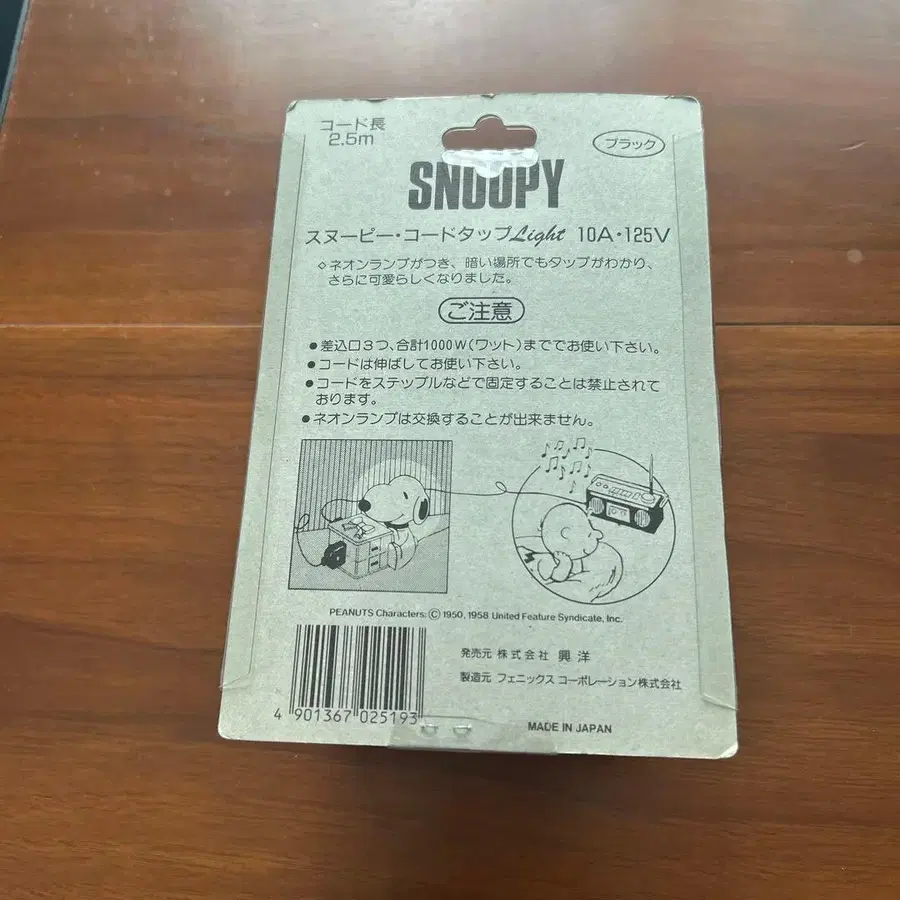 コード長
2.5m
ブラック
SNOOPY
スヌーピー・コードタップLight 10A・125V
◇ネオンランプがつき、暗い場所でもタップがわかり、
さらに可愛らしくなりました。
ご注意
●差込口3つ、合計1000W(ワット)まででお使い下さい。
●コードは伸ばしてお使い下さい。
●コードをステップルなどで固定することは禁止されて
おります。
●ネオンランプは交換することが出来ません。
PEANUTS Characters: © 1950, 1958 United Feature Syndicate, Inc.
発売元 株式会社 興洋
製造元 フェニックス コーポレーション株式会社
4 901367 025193
MADE IN JAPAN